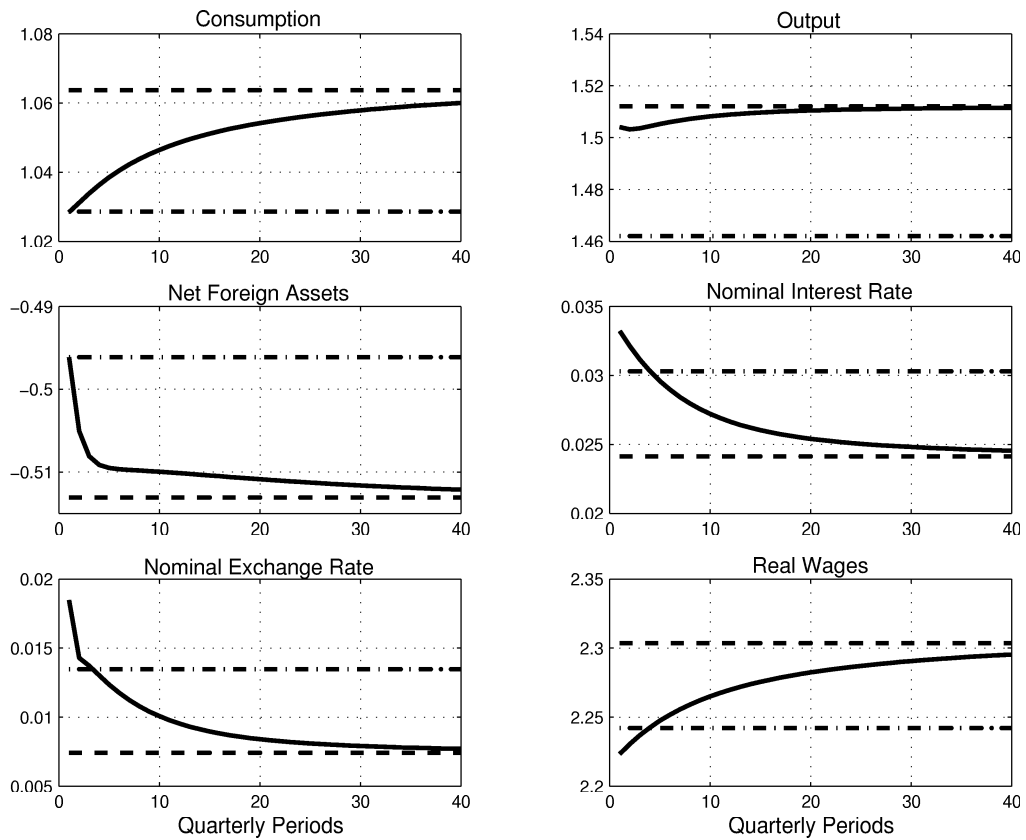 Consumption
1.08
1.06
1.04
1.02
0 10 20 30 40
Output
1.54
1.52
1.5
1.48
1.46
0 10 20 30 40
Net Foreign Assets
−0.49
−0.5
−0.51
0 10 20 30 40
Nominal Interest Rate
0.035
0.03
0.025
0.02
0 10 20 30 40
Nominal Exchange Rate
0.02
0.015
0.01
0.005
0 10 20 30 40
Quarterly Periods
Real Wages
2.35
2.3
2.25
2.2
0 10 20 30 40
Quarterly Periods